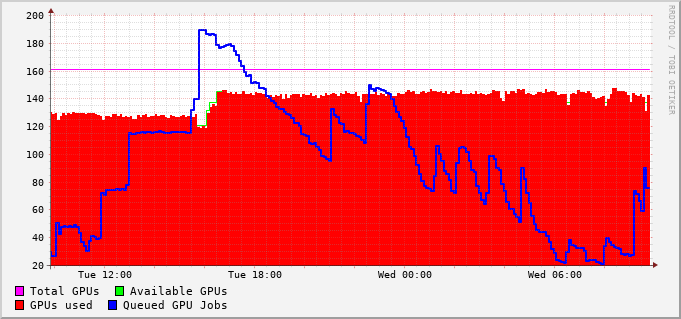 200
180
160
140
120
100
80
60
40
20
Tue 12:00 Tue 18:00 Wed 00:00 Wed 06:00
Total GPUs Available GPUs
GPUs used Queued GPU Jobs
RRDTOOL / TOBI OETIKER